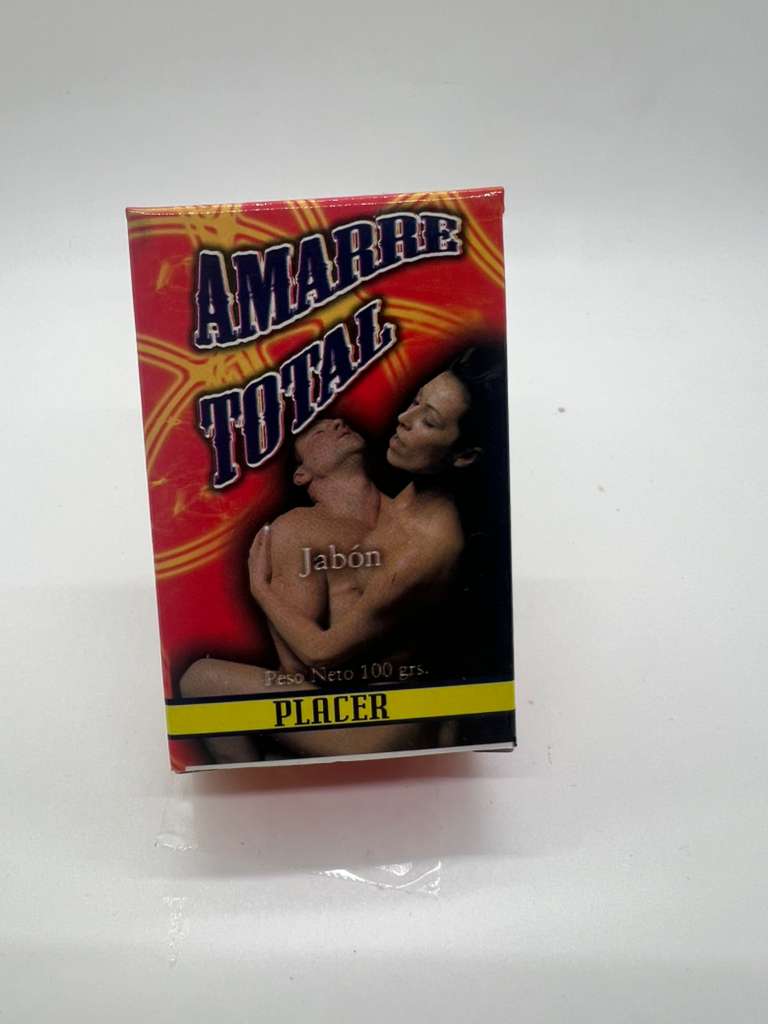 AMARRE
TOTAL
Jabón
Peso Neto 100 grs.
PLACER